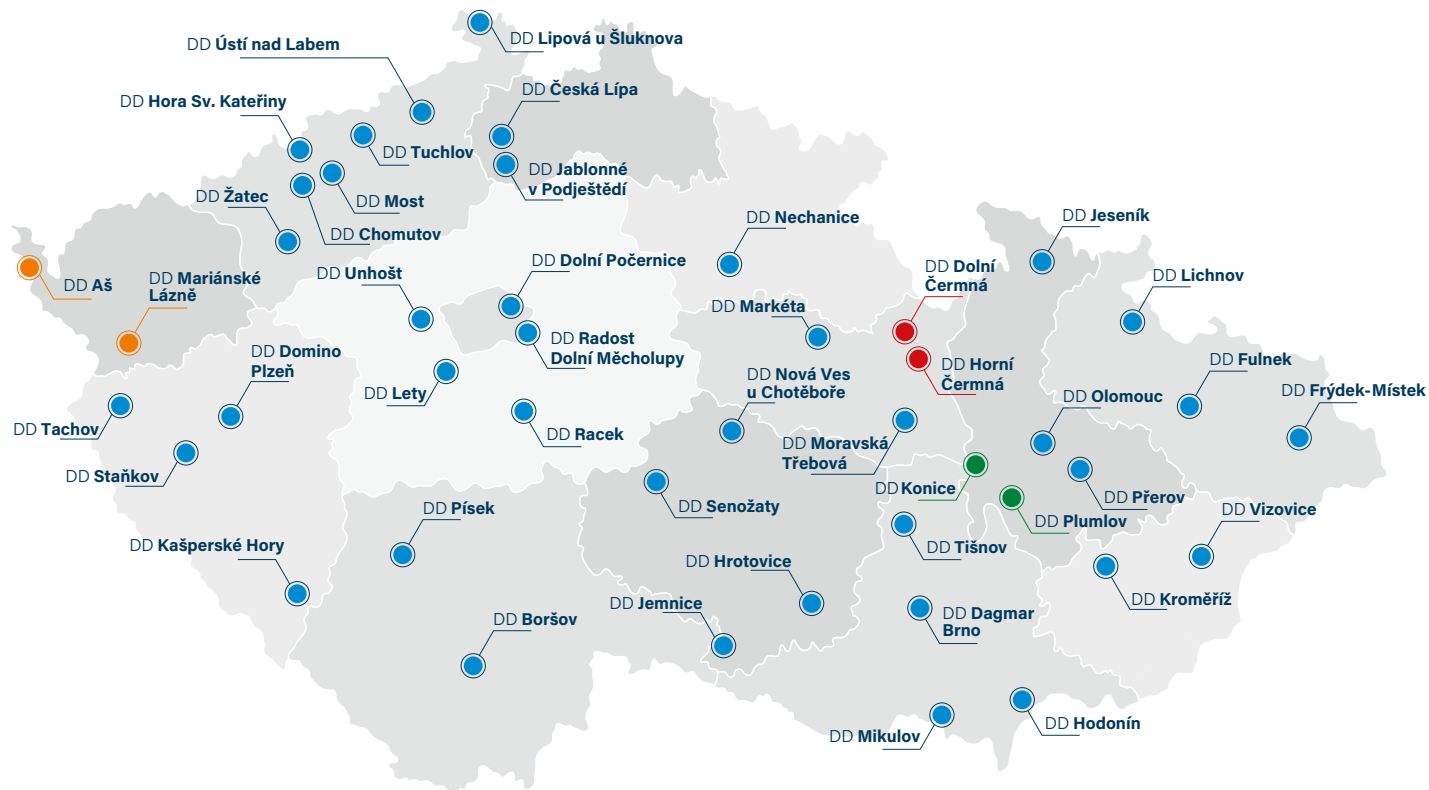 DD Lipová u Šluknova
DD Ústí nad Labem
DD Česká Lípa
DD Hora Sv. Kateřiny
DD Tuchlov
DD Jablonné
v Podještědí
DD Žatec
DD Most
DD Chomutov
DD Nechanice
DD Jeseník
DD Aš
DD Mariánské
Lázně
DD Unhošt
DD Dolní Počernice
DD Dolní
Čermná
DD Lichnov
DD Markéta
DD Radost
Dolní Měcholupy
DD Domino
Plzeň
DD Horní
Čermná
DD Fulnek
DD Nová Ves
u Chotěboře
DD Lety
DD Olomouc
DD Frýdek-Místek
DD Tachov
DD Racek
DD Moravská
Třebová
DD Staňkov
DD Konice
DD Přerov
DD Písek
DD Senožaty
DD Plumlov
DD Vizovice
DD Kašperské Hory
DD Tišnov
DD Hrotovice
DD Jemnice
DD Kroměříž
DD Boršov
DD Dagmar
Brno
DD Mikulov
DD Hodonín